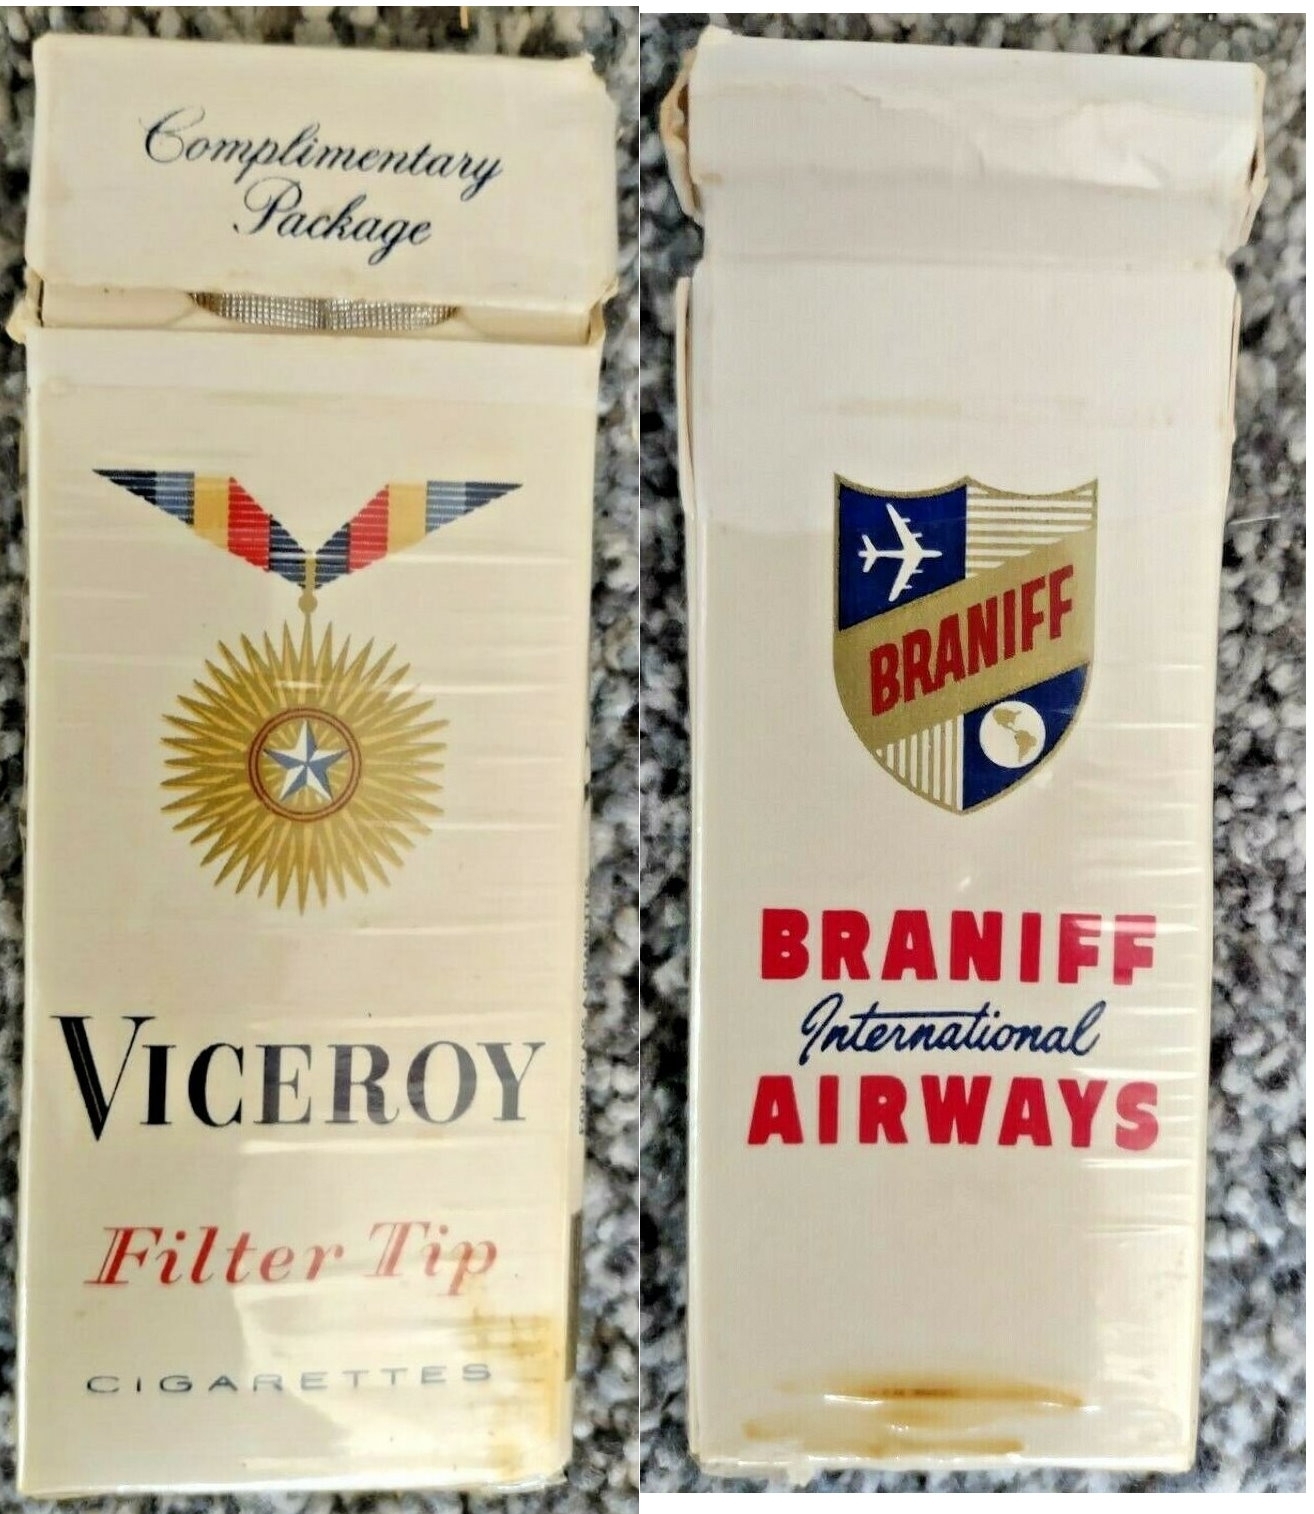 Complimentary
Package
VICEROY
Filter Tip
CIGARETTES
BRANIFF
BRANIFF
International
AIRWAYS